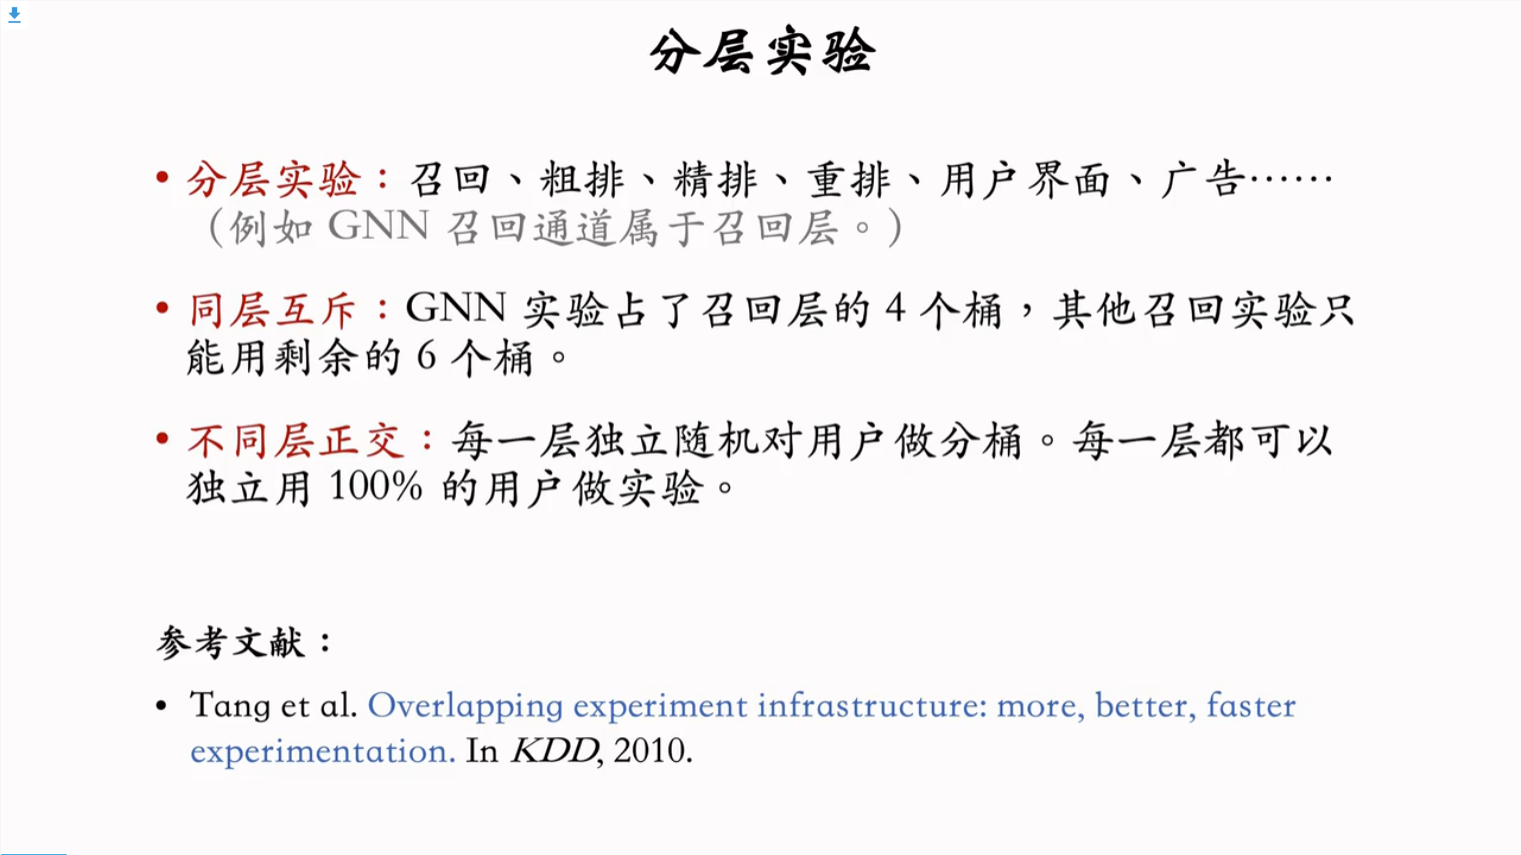 分层实验
• 分层实验：召回、粗排、精排、重排、用户界面、广告……
（例如 GNN 召回通道属于召回层。）
• 同层互斥：GNN 实验占了召回层的 4 个桶，其他召回实验只
能用剩余的 6 个桶。
• 不同层正交：每一层独立随机对用户做分桶。每一层都可以
独立用 100% 的用户做实验。
参考文献：
• Tang et al. Overlapping experiment infrastructure: more, better, faster
experimentation. In KDD, 2010.